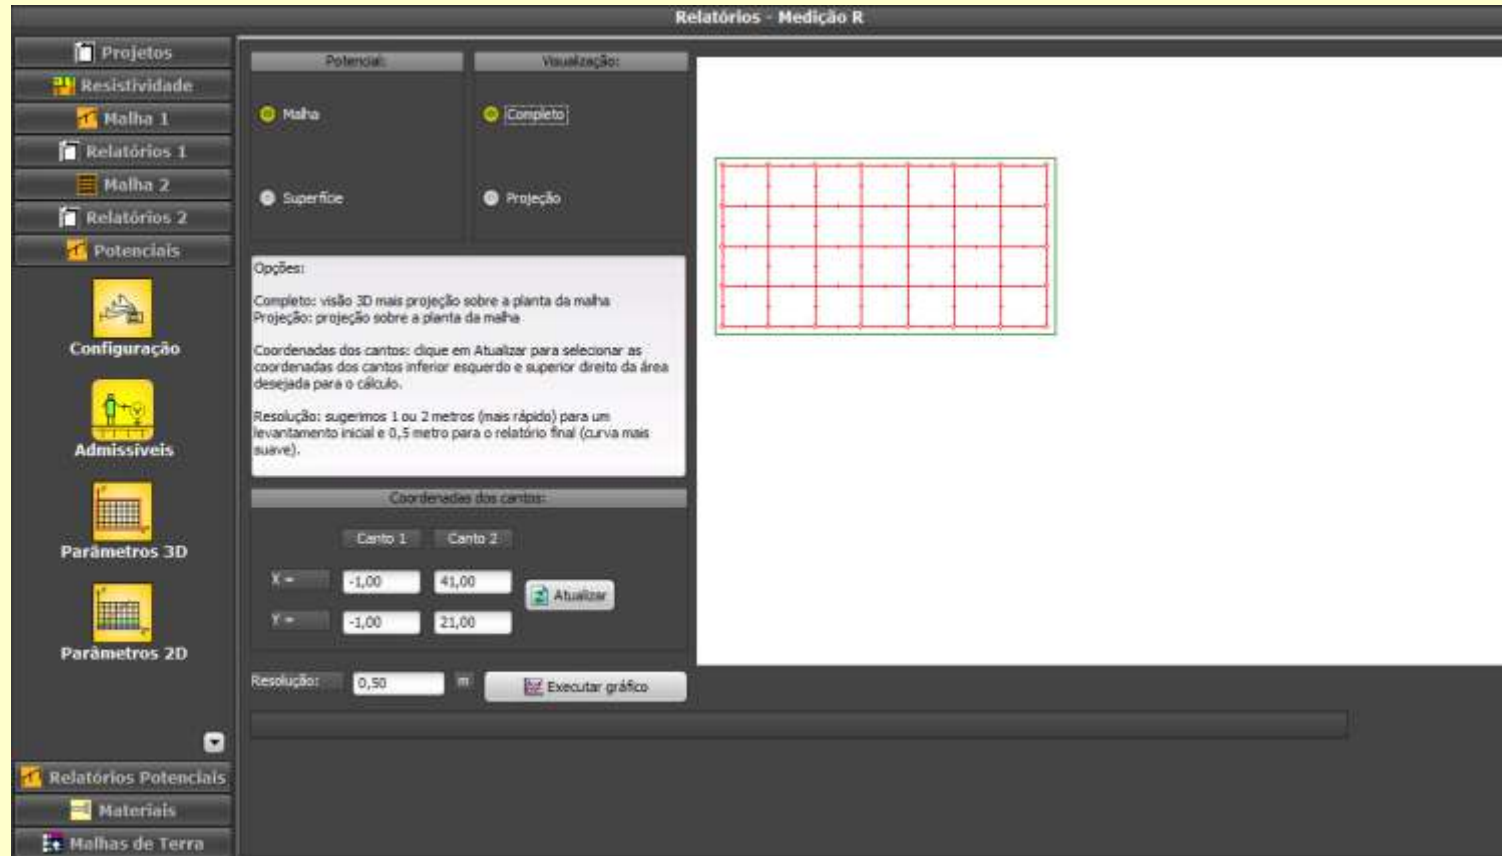 Relatórios - Medição R
Projetos
Resistividade
Malha 1
Relatórios 1
Malha 2
Relatórios 2
Potenciais
Configuração
Admissíveis
Parâmetros 3D
Parâmetros 2D
Relatórios Potenciais
Materiais
Malhas de Terra
Potencial:
Visualização:
Malha
Completo
Superfície
Projeção
Opções:
Completo: visão 3D mais projeção sobre a planta da malha
Projeção: projeção sobre a planta da malha
Coordenadas dos cantos: clique em Atualizar para selecionar as
coordenadas dos cantos inferior esquerdo e superior direito da área
desejada para o cálculo.
Resolução: sugerimos 1 ou 2 metros (mais rápido) para um
levantamento inicial e 0,5 metro para o relatório final (curva mais
suave).
Coordenadas dos cantos:
Canto 1 Canto 2
X = -1,00 41,00
Atualizar
Y = -1,00 21,00
Resolução: 0,50 m Executar gráfico